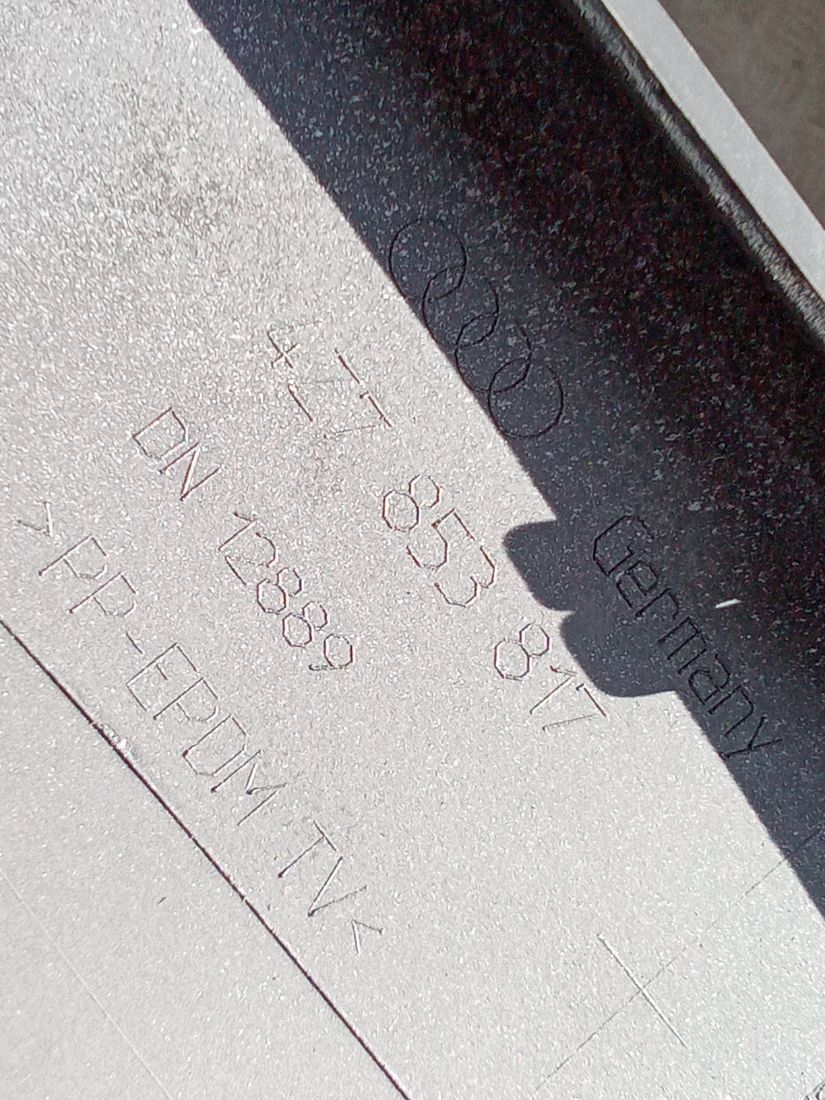 Germany
4Z7 853 817
DN 12889
>PP-EPDM TV<